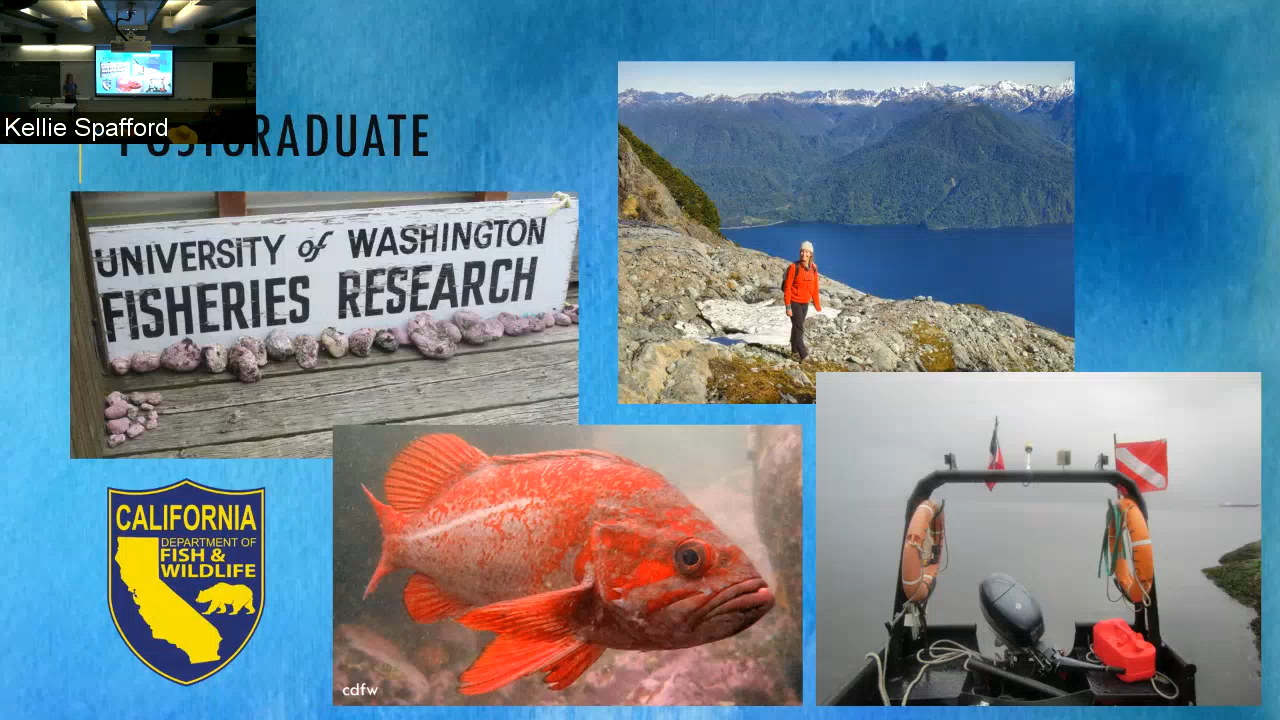 Kellie Spafford
POSTGRADUATE
UNIVERSITY of WASHINGTON
FISHERIES RESEARCH
CALIFORNIA
DEPARTMENT OF
FISH &
WILDLIFE
cdfw